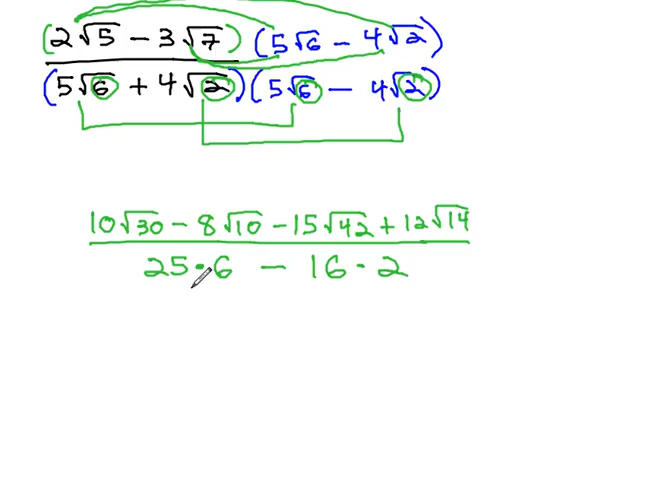 (2√5 − 3√7) (5√6 − 4√2)
(5√6 + 4√2)(5√6 − 4√2)
10√30 − 8√10 − 15√42 + 12√14
25·6 − 16·2